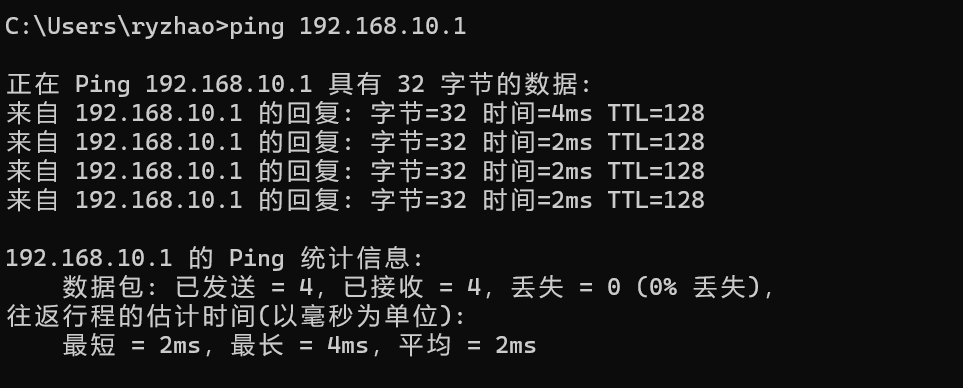 C:\Users\ryzhao>ping 192.168.10.1
正在 Ping 192.168.10.1 具有 32 字节的数据:
来自 192.168.10.1 的回复: 字节=32 时间=4ms TTL=128
来自 192.168.10.1 的回复: 字节=32 时间=2ms TTL=128
来自 192.168.10.1 的回复: 字节=32 时间=2ms TTL=128
来自 192.168.10.1 的回复: 字节=32 时间=2ms TTL=128
192.168.10.1 的 Ping 统计信息:
    数据包: 已发送 = 4，已接收 = 4，丢失 = 0 (0% 丢失)，
往返行程的估计时间(以毫秒为单位):
    最短 = 2ms，最长 = 4ms，平均 = 2ms